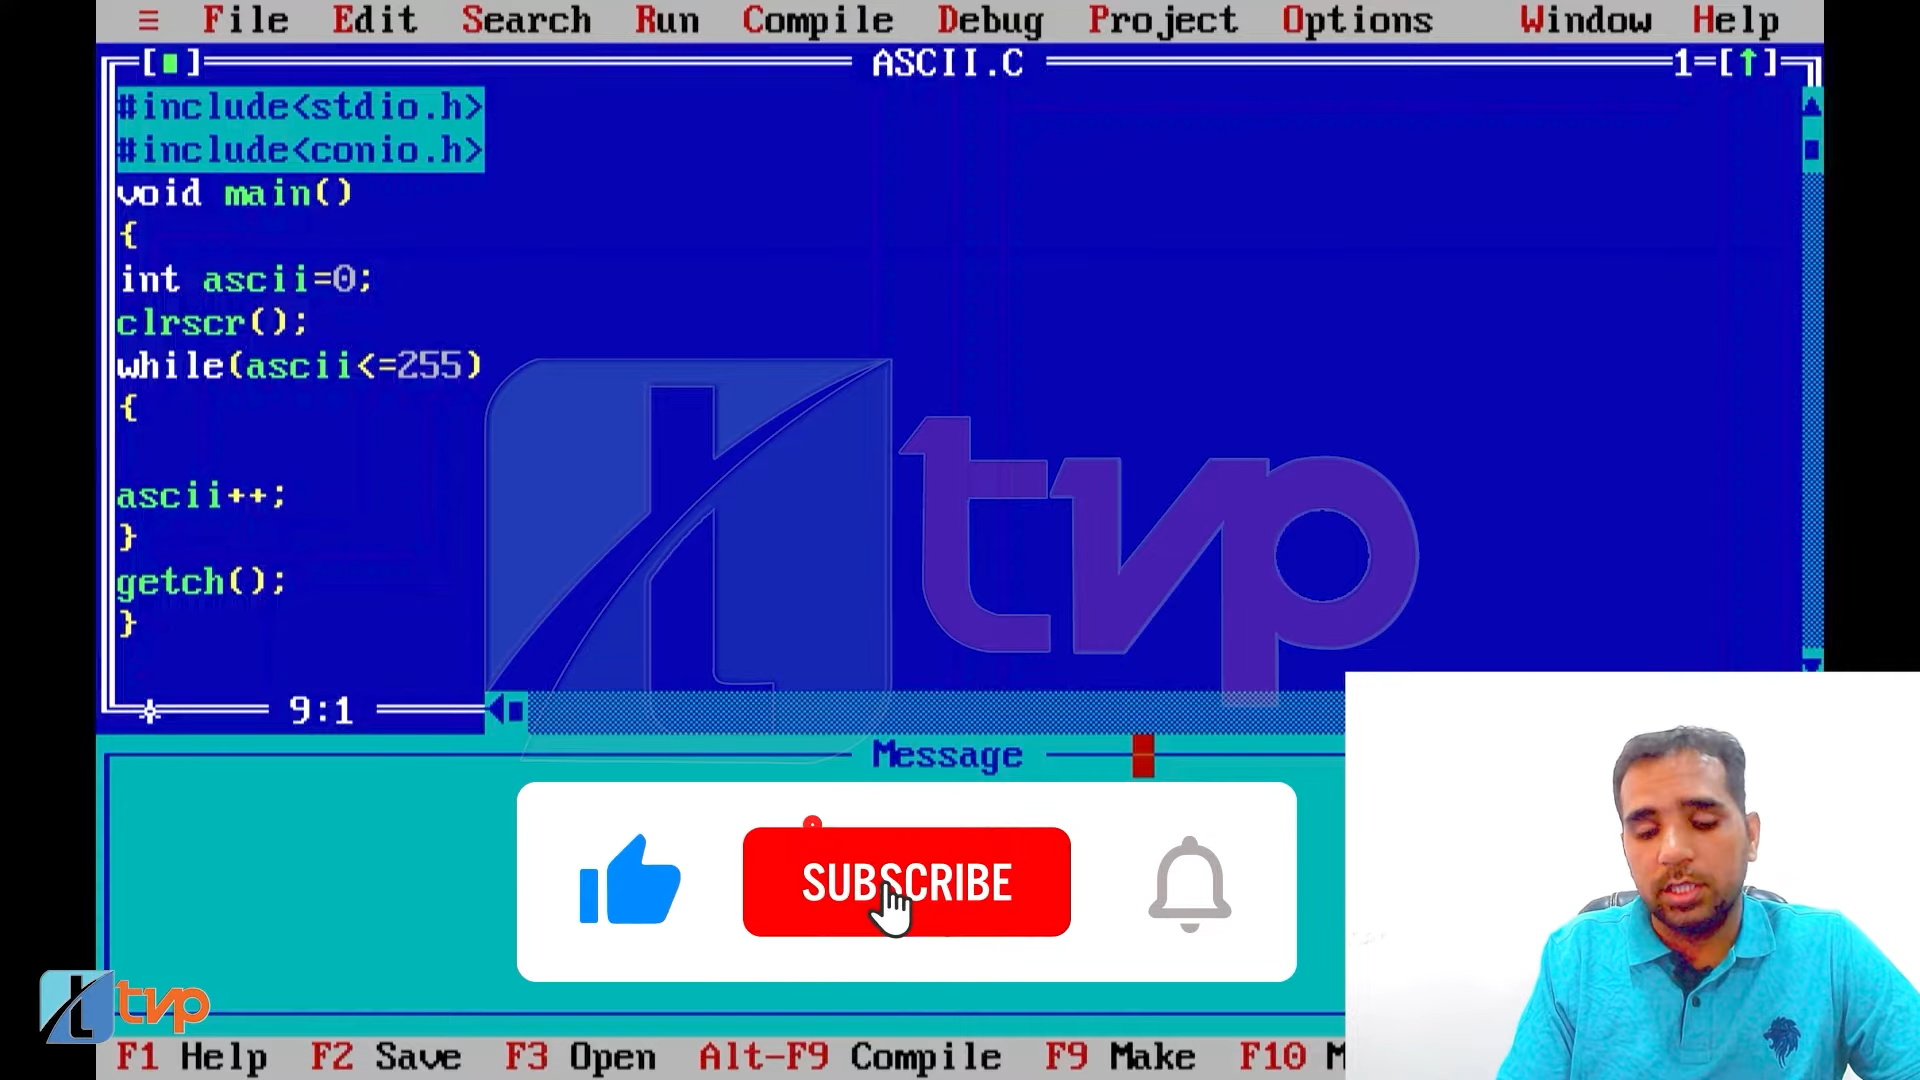 ≡ File Edit Search Run Compile Debug Project Options Window Help
[■] ASCII.C 1=[↑]
#include<stdio.h>
#include<conio.h>
void main()
{
int ascii=0;
clrscr();
while(ascii<=255)
{
ascii++;
}
getch();
}
tvp
9:1
Message
SUBSCRIBE
tvp
F1 Help F2 Save F3 Open Alt-F9 Compile F9 Make F10 M